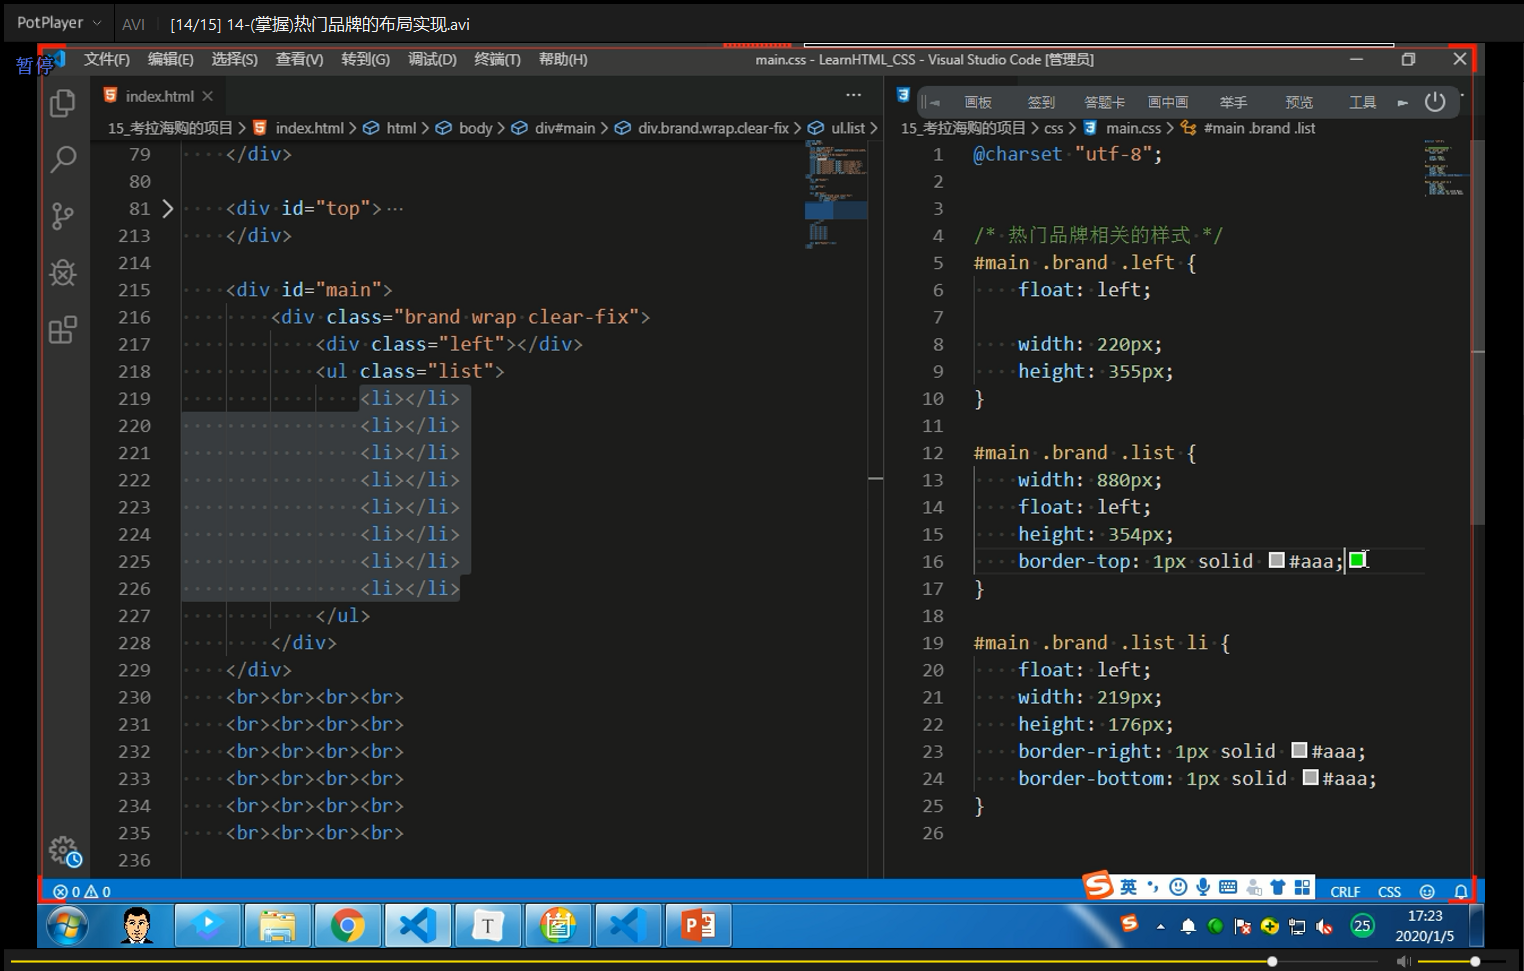 PotPlayer AVI [14/15] 14-(掌握)热门品牌的布局实现.avi
暂停
文件(F) 编辑(E) 选择(S) 查看(V) 转到(G) 调试(D) 终端(T) 帮助(H) main.css - LearnHTML_CSS - Visual Studio Code [管理员]
index.html
画板 签到 答题卡 画中画 举手 预览 工具
15_考拉海购的项目 > index.html > html > body > div#main > div.brand.wrap.clear-fix > ul.list >
79 </div>
80
81 <div id="top">…
213 </div>
214
215 <div id="main">
216 <div class="brand wrap clear-fix">
217 <div class="left"></div>
218 <ul class="list">
219 <li></li>
220 <li></li>
221 <li></li>
222 <li></li>
223 <li></li>
224 <li></li>
225 <li></li>
226 <li></li>
227 </ul>
228 </div>
229 </div>
230 <br><br><br><br>
231 <br><br><br><br>
232 <br><br><br><br>
233 <br><br><br><br>
234 <br><br><br><br>
235 <br><br><br><br>
236
15_考拉海购的项目 > css > main.css > #main .brand .list
1 @charset "utf-8";
2
3
4 /* 热门品牌相关的样式 */
5 #main .brand .left {
6 float: left;
7
8 width: 220px;
9 height: 355px;
10 }
11
12 #main .brand .list {
13 width: 880px;
14 float: left;
15 height: 354px;
16 border-top: 1px solid #aaa;
17 }
18
19 #main .brand .list li {
20 float: left;
21 width: 219px;
22 height: 176px;
23 border-right: 1px solid #aaa;
24 border-bottom: 1px solid #aaa;
25 }
26
0 0
英
CRLF CSS
25
17:23
2020/1/5